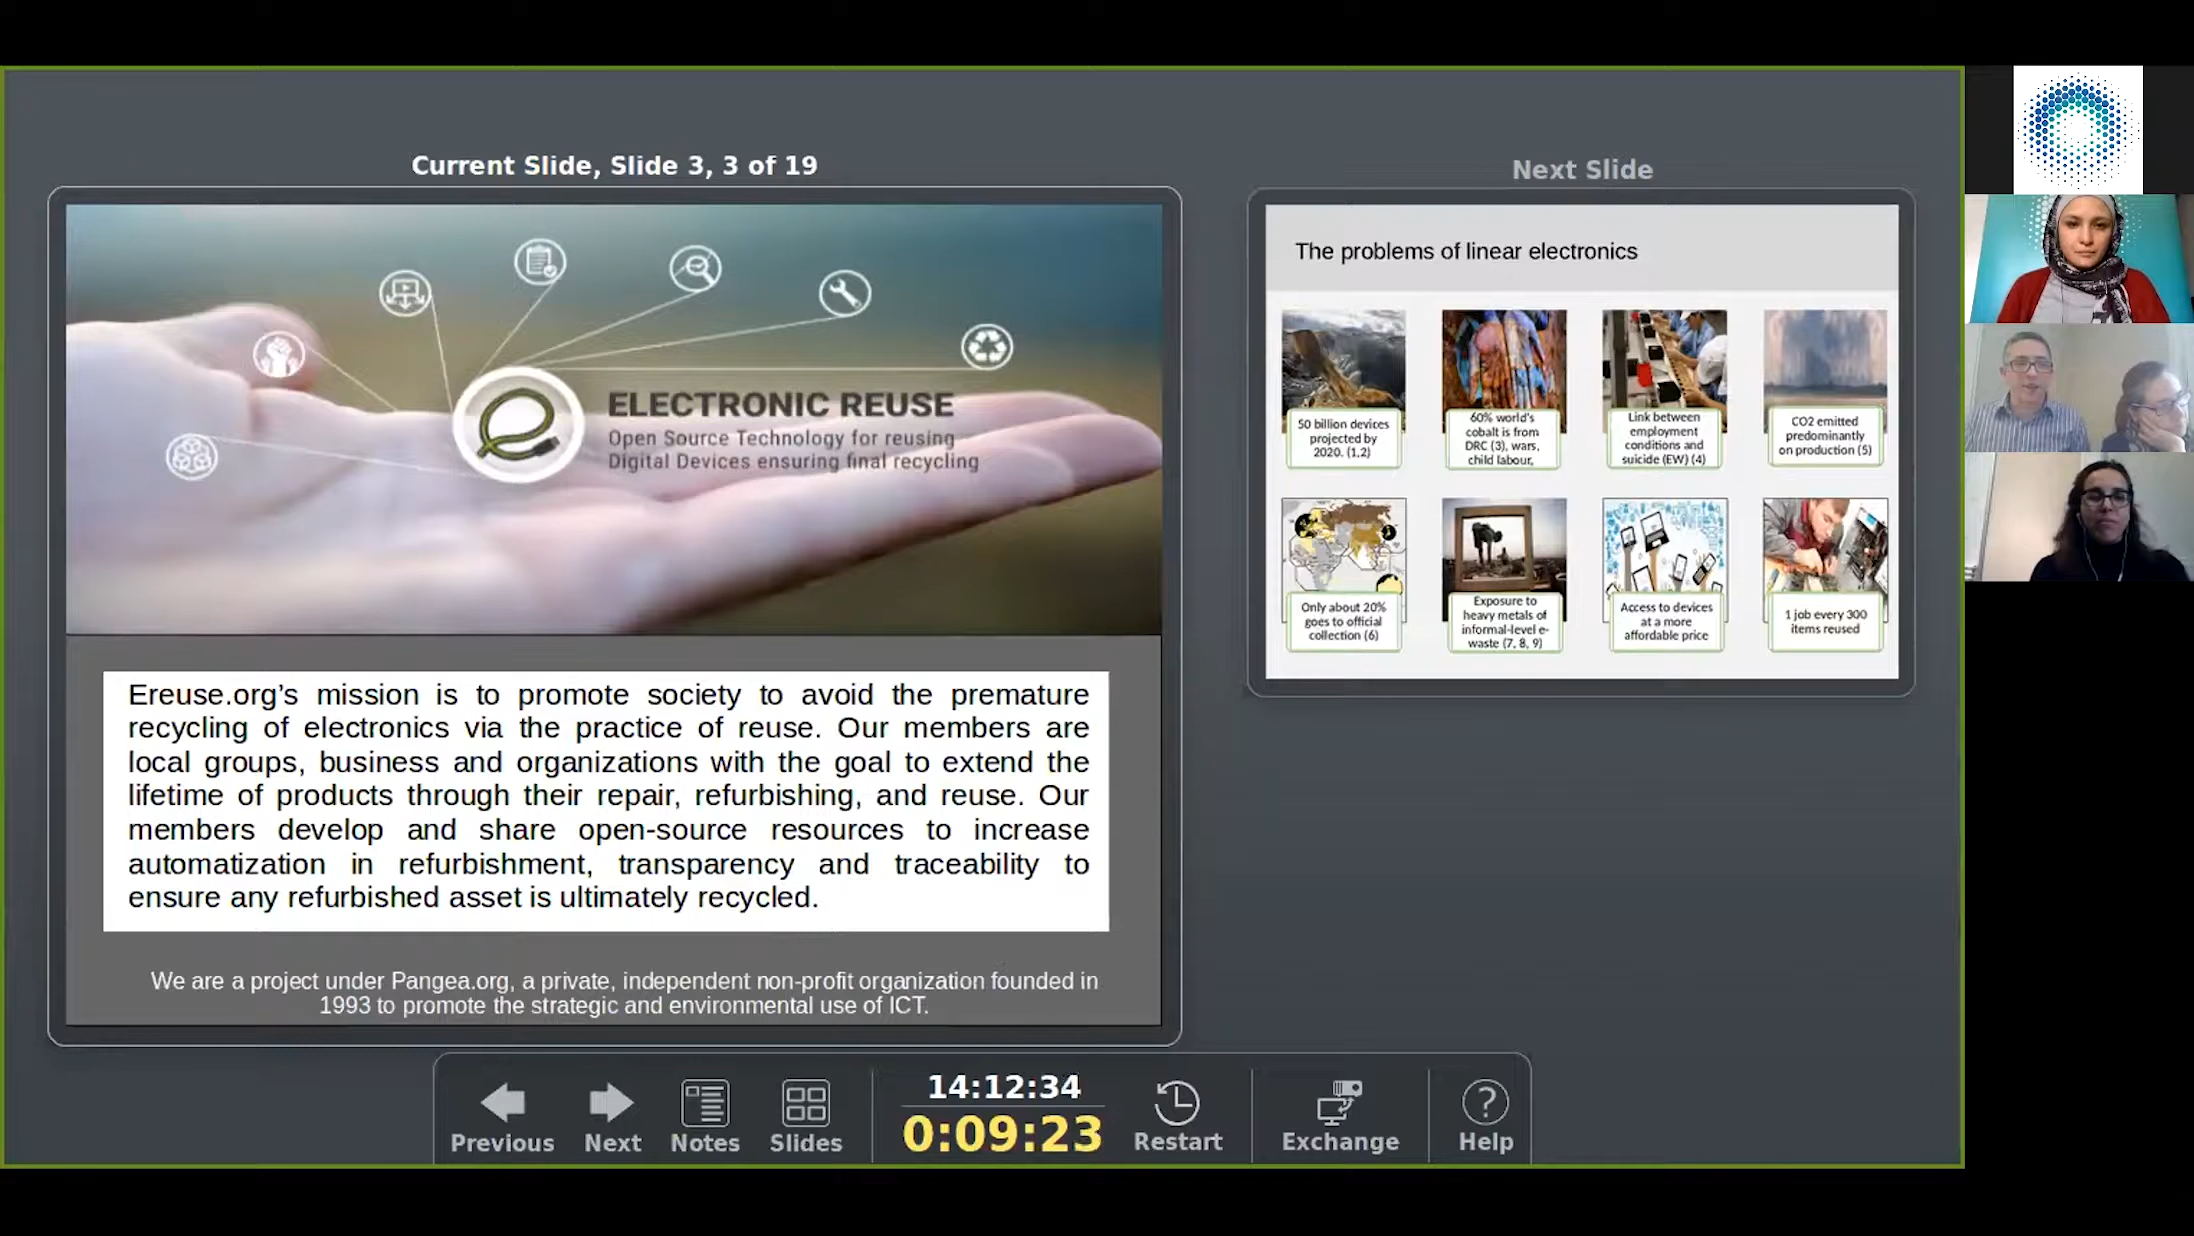 Current Slide, Slide 3, 3 of 19
ELECTRONIC REUSE
Open Source Technology for reusing
Digital Devices ensuring final recycling
Ereuse.org’s mission is to promote society to avoid the premature
recycling of electronics via the practice of reuse. Our members are
local groups, business and organizations with the goal to extend the
lifetime of products through their repair, refurbishing, and reuse. Our
members develop and share open-source resources to increase
automatization in refurbishment, transparency and traceability to
ensure any refurbished asset is ultimately recycled.
We are a project under Pangea.org, a private, independent non-profit organization founded in
1993 to promote the strategic and environmental use of ICT.
Next Slide
The problems of linear electronics
50 billion devices
projected by
2020. (1,2)
60% world's
cobalt is from
DRC (3), wars,
child labour,
Link between
employment
conditions and
suicide (EW) (4)
CO2 emitted
predominantly
on production (5)
Only about 20%
goes to official
collection (6)
Exposure to
heavy metals of
informal-level e-
waste (7, 8, 9)
Access to devices
at a more
affordable price
1 job every 300
items reused
Previous
Next
Notes
Slides
14:12:34
0:09:23
Restart
Exchange
Help